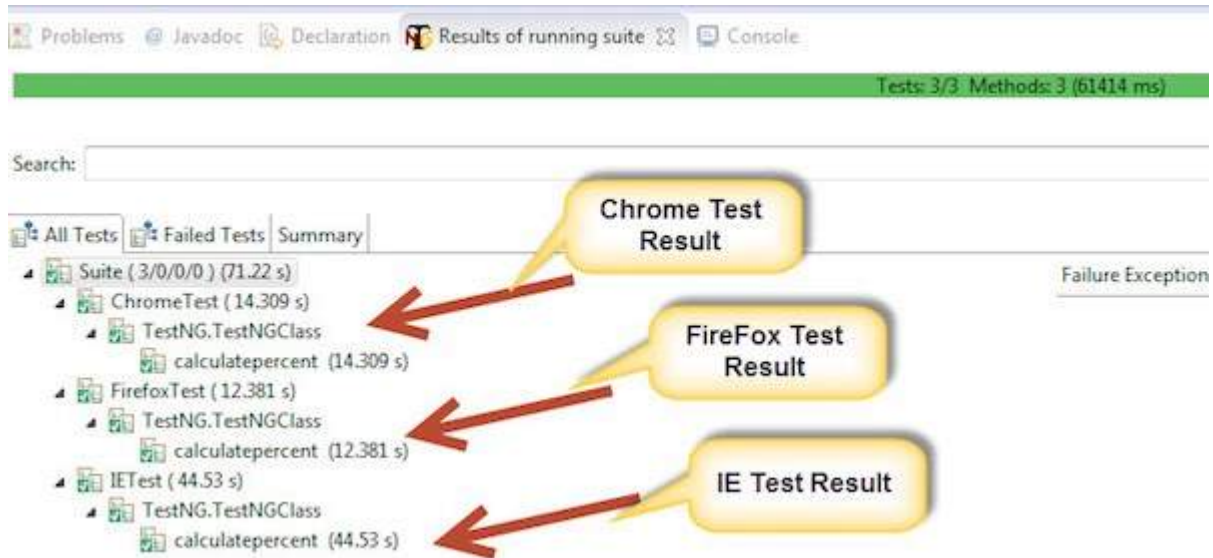 Problems @ Javadoc Declaration Results of running suite Console
Tests: 3/3 Methods: 3 (61414 ms)
Search:
All Tests Failed Tests Summary
Chrome Test
Result
Suite ( 3/0/0/0 ) (71.22 s)
Failure Exception
ChromeTest ( 14.309 s)
TestNG.TestNGClass
calculatepercent (14.309 s)
FireFox Test
Result
FirefoxTest ( 12.381 s)
TestNG.TestNGClass
calculatepercent (12.381 s)
IE Test Result
IETest ( 44.53 s)
TestNG.TestNGClass
calculatepercent (44.53 s)